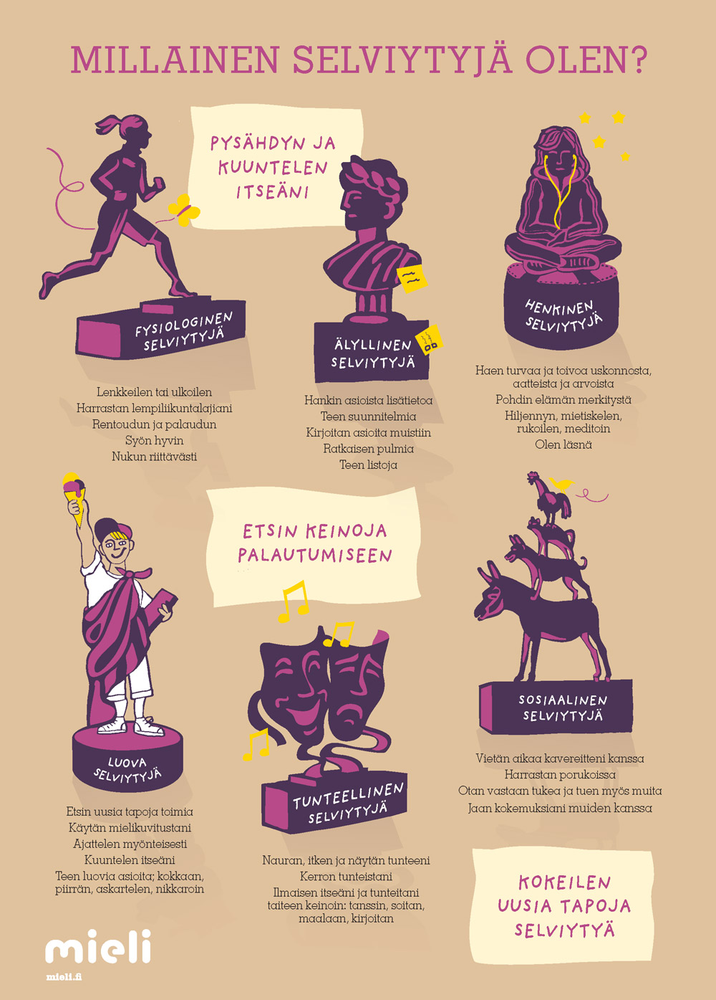 MILLAINEN SELVIYTYJÄ OLEN?
PYSÄHDYN JA
KUUNTELEN
ITSEÄNI
FYSIOLOGINEN
SELVIYTYJÄ
Lenkkeilen tai ulkoilen
Harrastan lempiliikuntalajiani
Rentoudun ja palaudun
Syön hyvin
Nukun riittävästi
ÄLYLLINEN
SELVIYTYJÄ
Hankin asioista lisätietoa
Teen suunnitelmia
Kirjoitan asioita muistiin
Ratkaisen pulmia
Teen listoja
HENKINEN
SELVIYTYJÄ
Haen turvaa ja toivoa uskonnosta,
aatteista ja arvoista
Pohdin elämän merkitystä
Hiljennyn, mietiskelen,
rukoilen, meditoin
Olen läsnä
ETSIN KEINOJA
PALAUTUMISEEN
LUOVA
SELVIYTYJÄ
Etsin uusia tapoja toimia
Käytän mielikuvitustani
Ajattelen myönteisesti
Kuuntelen itseäni
Teen luovia asioita; kokkaan,
piirrän, askartelen, nikkaroin
TUNTEELLINEN
SELVIYTYJÄ
Nauran, itken ja näytän tunteeni
Kerron tunteistani
Ilmaisen itseäni ja tunteitani
taiteen keinoin: tanssin, soitan,
maalaan, kirjoitan
SOSIAALINEN
SELVIYTYJÄ
Vietän aikaa kavereitteni kanssa
Harrastan porukoissa
Otan vastaan tukea ja tuen myös muita
Jaan kokemuksiani muiden kanssa
KOKEILEN
UUSIA TAPOJA
SELVIYTYÄ
mieli
mieli.fi